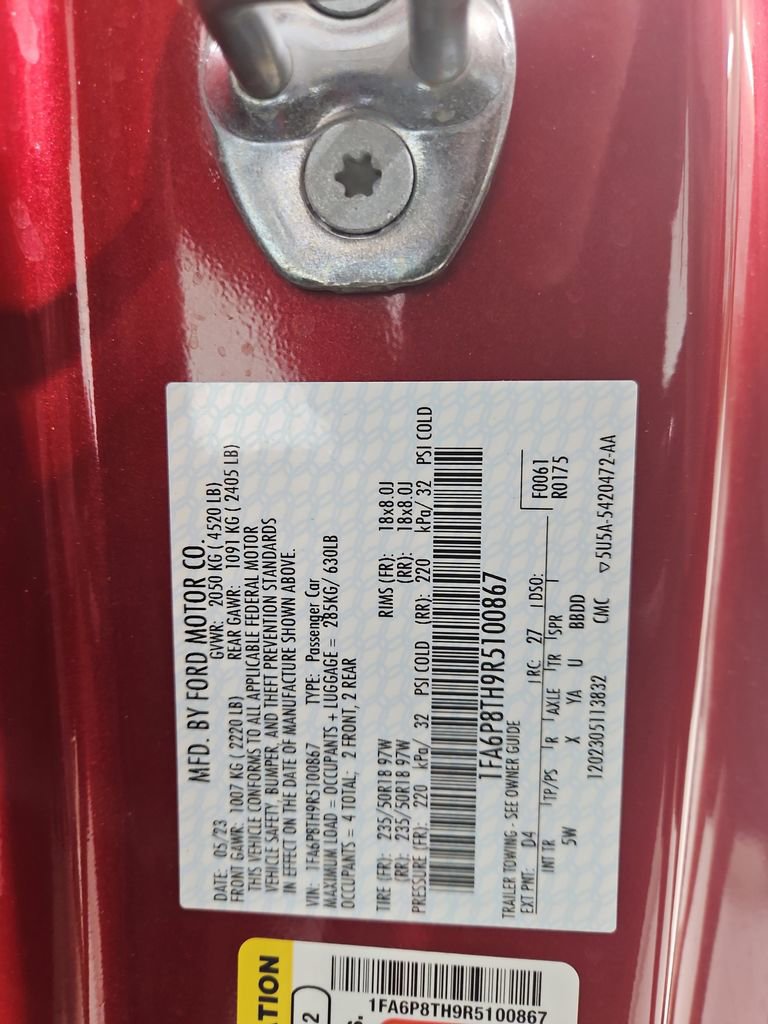 MFD. BY FORD MOTOR CO.
DATE: 05/23 GVWR: 2050 KG ( 4520 LB)
FRONT GAWR: 1007 KG ( 2220 LB) REAR GAWR: 1091 KG ( 2405 LB)
THIS VEHICLE CONFORMS TO ALL APPLICABLE FEDERAL MOTOR
VEHICLE SAFETY, BUMPER, AND THEFT PREVENTION STANDARDS
IN EFFECT ON THE DATE OF MANUFACTURE SHOWN ABOVE.
VIN: 1FA6P8TH9R5100867 TYPE: Passenger Car
MAXIMUM LOAD = OCCUPANTS + LUGGAGE = 285KG/ 630LB
OCCUPANTS = 4 TOTAL; 2 FRONT, 2 REAR
TIRE (FR): 235/50R18 97W RIMS (FR): 18x8.0J
(RR): 235/50R18 97W (RR): 18x8.0J
PRESSURE (FR): 220 kPa/ 32 PSI COLD (RR): 220 kPa/ 32 PSI COLD
1FA6P8TH9R5100867
TRAILER TOWING - SEE OWNER GUIDE
F0061
R0175
EXT PNT: D4 RC: 27 DSO:
INT TR TP/PS R AXLE TR SPR
5W X YA U BBDD
1202305113832 CMC ▽5U5A-5420472-AA
1FA6P8TH9R5100867